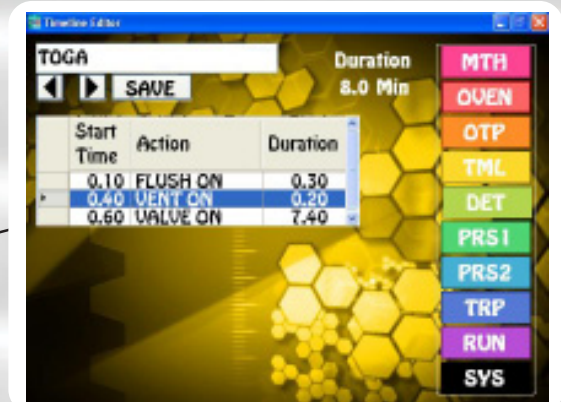 Timeline Editor
TOGA
Duration
8.0 Min
SAVE
Start Time Action Duration
0.10 FLUSH ON 0.30
0.40 VENT ON 0.20
0.60 VALVE ON 7.40
MTH
OVEN
OTP
TML
DET
PRS1
PRS2
TRP
RUN
SYS